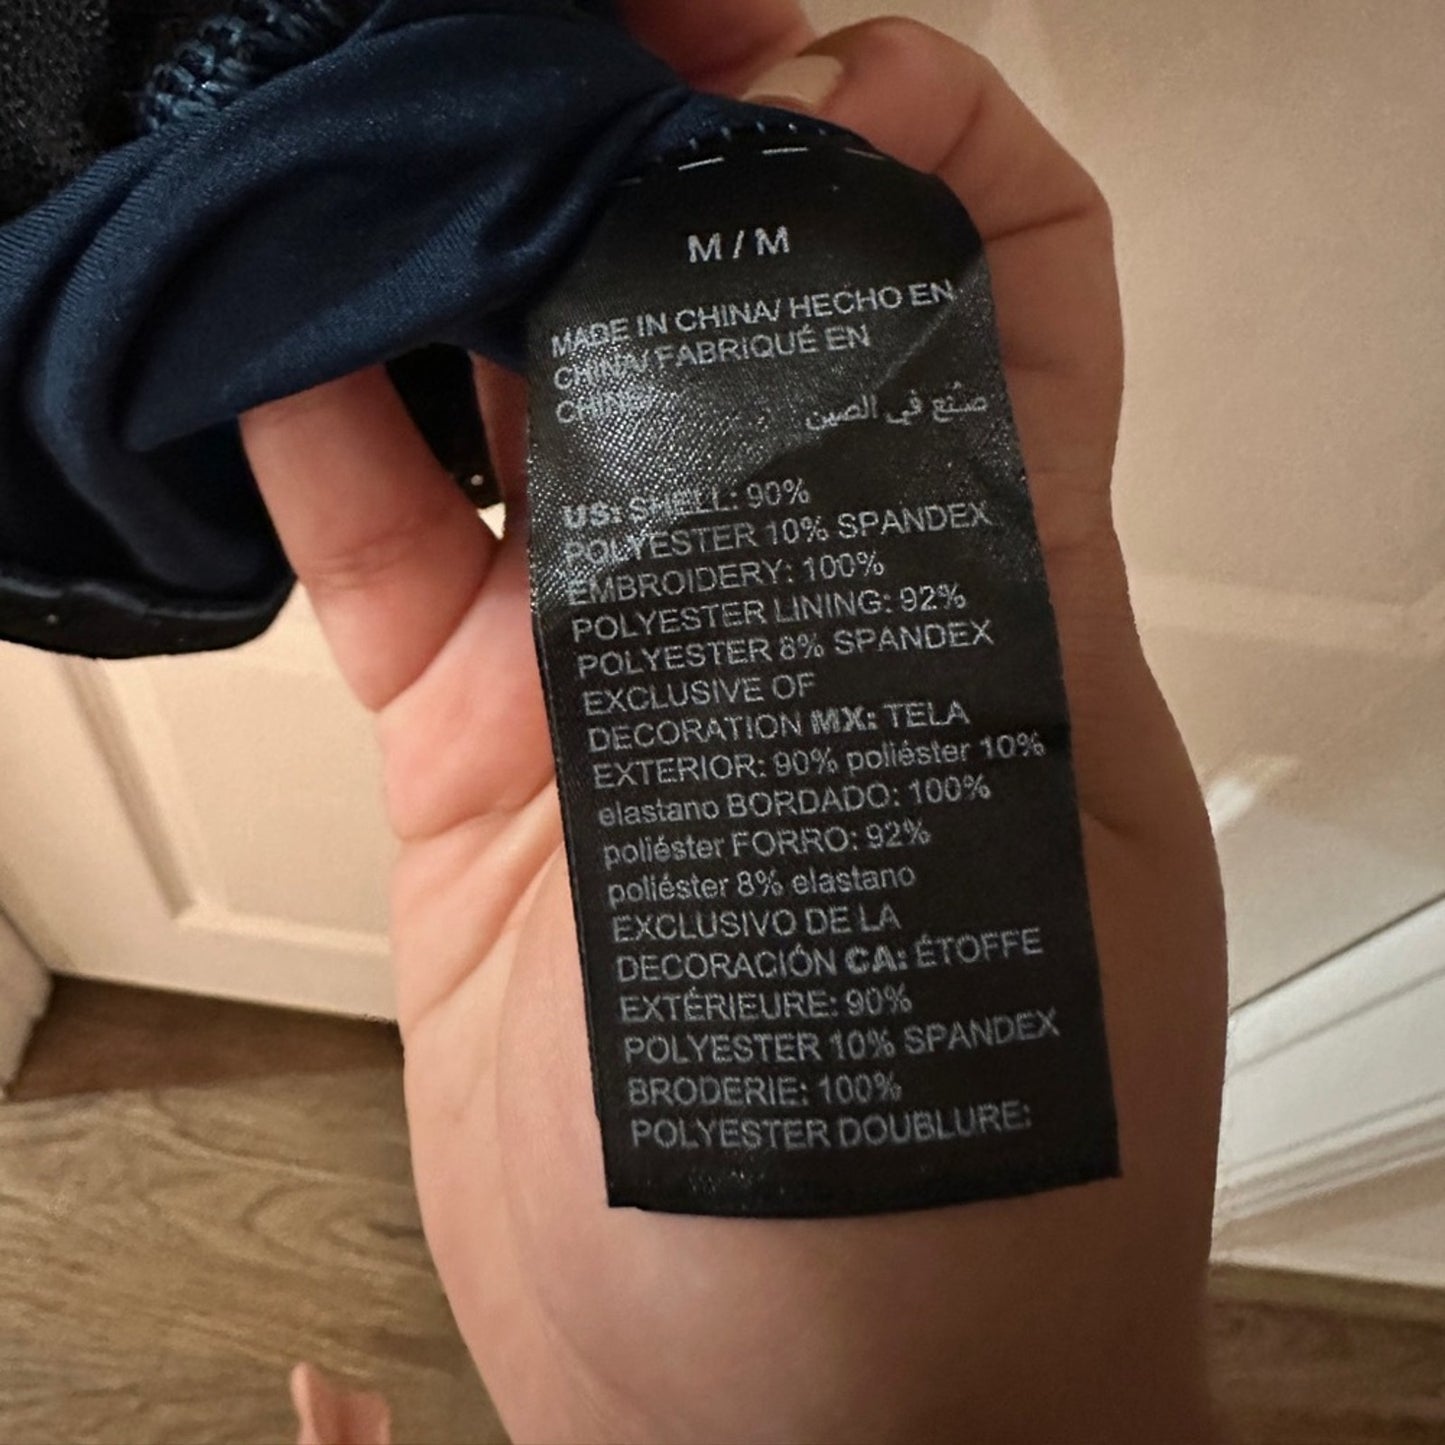 M / M
MADE IN CHINA/ HECHO EN
CHINA/ FABRIQUÉ EN
CHINE/
صُنع في الصين
US: SHELL: 90%
POLYESTER 10% SPANDEX
EMBROIDERY: 100%
POLYESTER LINING: 92%
POLYESTER 8% SPANDEX
EXCLUSIVE OF
DECORATION MX: TELA
EXTERIOR: 90% poliéster 10%
elastano BORDADO: 100%
poliéster FORRO: 92%
poliéster 8% elastano
EXCLUSIVO DE LA
DECORACIÓN CA: ÉTOFFE
EXTÉRIEURE: 90%
POLYESTER 10% SPANDEX
BRODERIE: 100%
POLYESTER DOUBLURE: